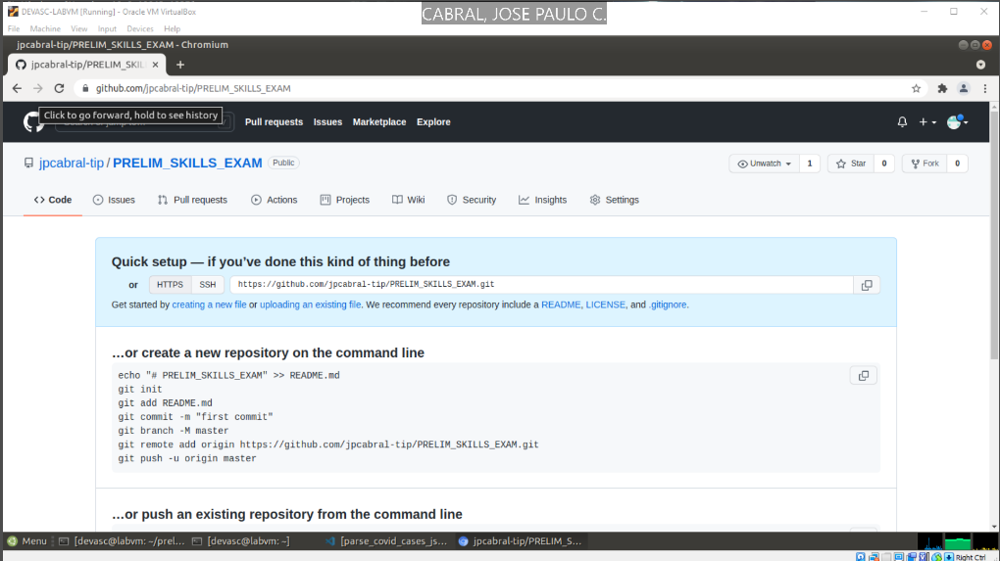 CABRAL, JOSE PAULO C.
DEVASC-LABVM [Running] - Oracle VM VirtualBox
File Machine View Input Devices Help
jpcabral-tip/PRELIM_SKILLS_EXAM - Chromium
jpcabral-tip/PRELIM_SKIL
github.com/jpcabral-tip/PRELIM_SKILLS_EXAM
Click to go forward, hold to see history
Pull requests Issues Marketplace Explore
jpcabral-tip / PRELIM_SKILLS_EXAM Public
Unwatch 1 Star 0 Fork 0
Code Issues Pull requests Actions Projects Wiki Security Insights Settings
Quick setup — if you’ve done this kind of thing before
or HTTPS SSH https://github.com/jpcabral-tip/PRELIM_SKILLS_EXAM.git
Get started by creating a new file or uploading an existing file. We recommend every repository include a README, LICENSE, and .gitignore.
…or create a new repository on the command line
echo "# PRELIM_SKILLS_EXAM" >> README.md
git init
git add README.md
git commit -m "first commit"
git branch -M master
git remote add origin https://github.com/jpcabral-tip/PRELIM_SKILLS_EXAM.git
git push -u origin master
…or push an existing repository from the command line
Menu [devasc@labvm: ~/prel... [devasc@labvm: ~] [parse_covid_cases_js... jpcabral-tip/PRELIM_S...
Right Ctrl